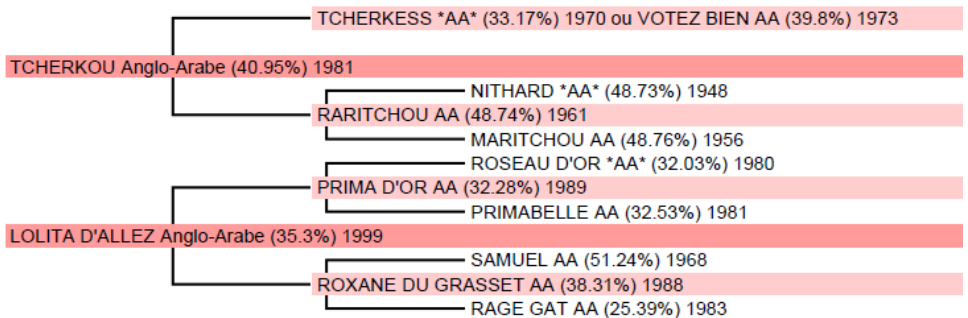 TCHERKESS *AA* (33.17%) 1970 ou VOTEZ BIEN AA (39.8%) 1973
TCHERKOU Anglo-Arabe (40.95%) 1981
NITHARD *AA* (48.73%) 1948
RARITCHOU AA (48.74%) 1961
MARITCHOU AA (48.76%) 1956
ROSEAU D'OR *AA* (32.03%) 1980
PRIMA D'OR AA (32.28%) 1989
PRIMABELLE AA (32.53%) 1981
LOLITA D'ALLEZ Anglo-Arabe (35.3%) 1999
SAMUEL AA (51.24%) 1968
ROXANE DU GRASSET AA (38.31%) 1988
RAGE GAT AA (25.39%) 1983